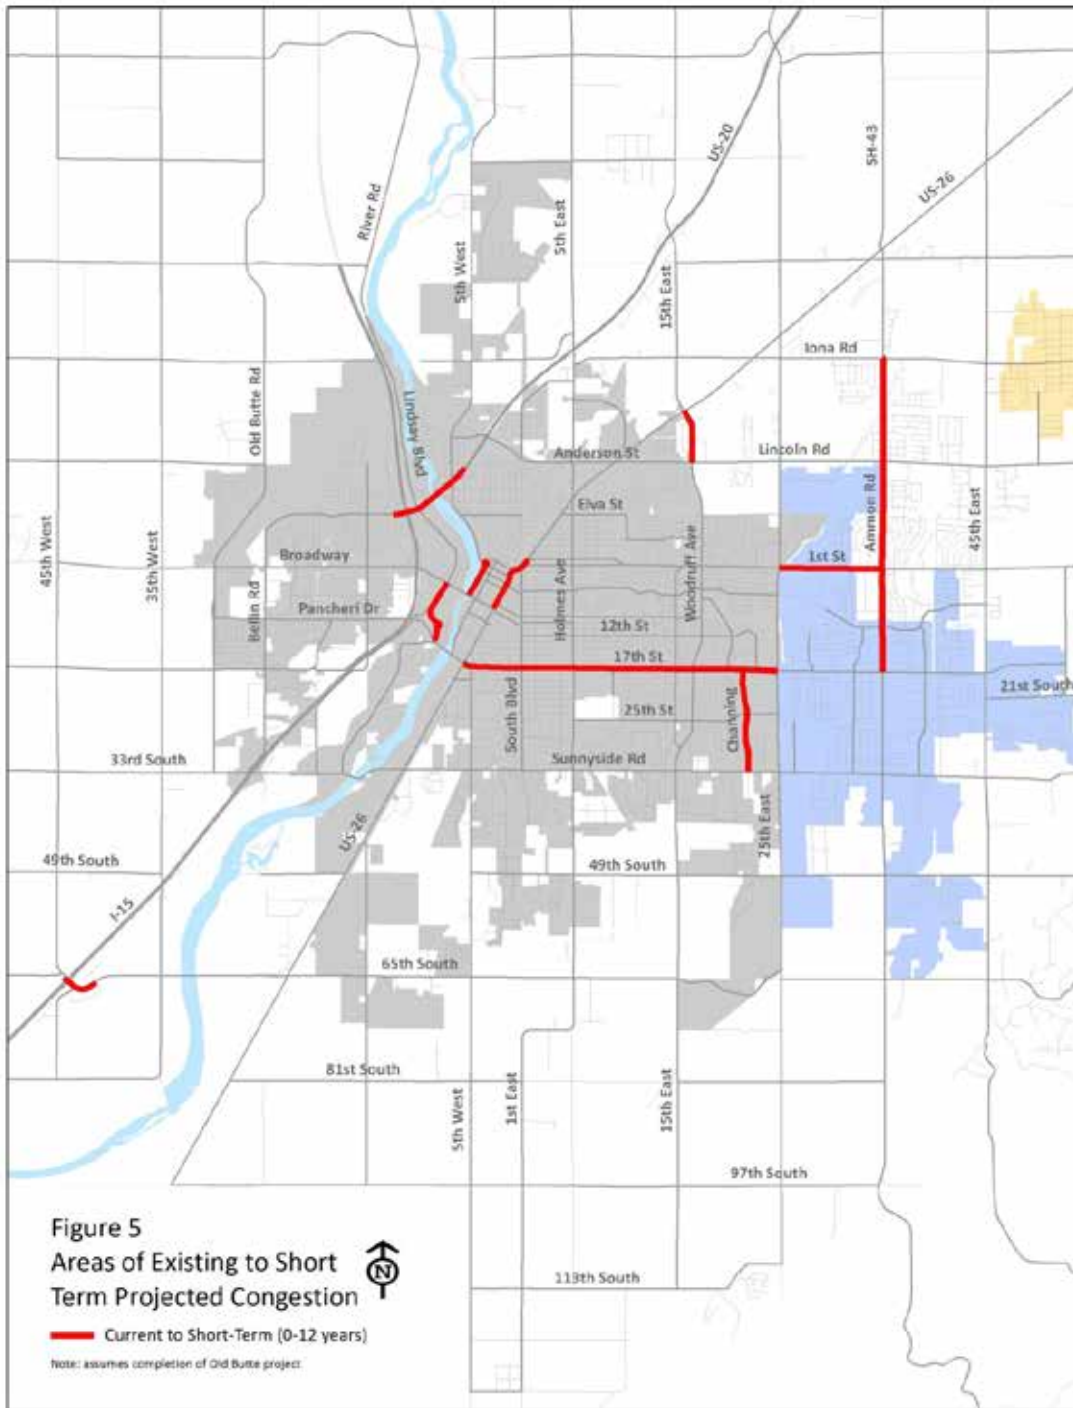 US-20
SH-43
US-26
River Rd
5th West
5th East
15th East
Iona Rd
Old Butte Rd
Lindsay Blvd
Anderson St
Lincoln Rd
Elva St
Ammon Rd
45th East
45th West
35th West
Broadway
1st St
Bellin Rd
Pancheri Dr
Holmes Ave
Woodruff Ave
12th St
17th St
21st South
South Blvd
25th St
Channing
33rd South
Sunnyside Rd
US-26
25th East
49th South
49th South
I-15
65th South
81st South
5th West
1st East
15th East
97th South
113th South
Figure 5
Areas of Existing to Short
Term Projected Congestion
N
Current to Short-Term (0-12 years)
Note: assumes completion of Old Butte project